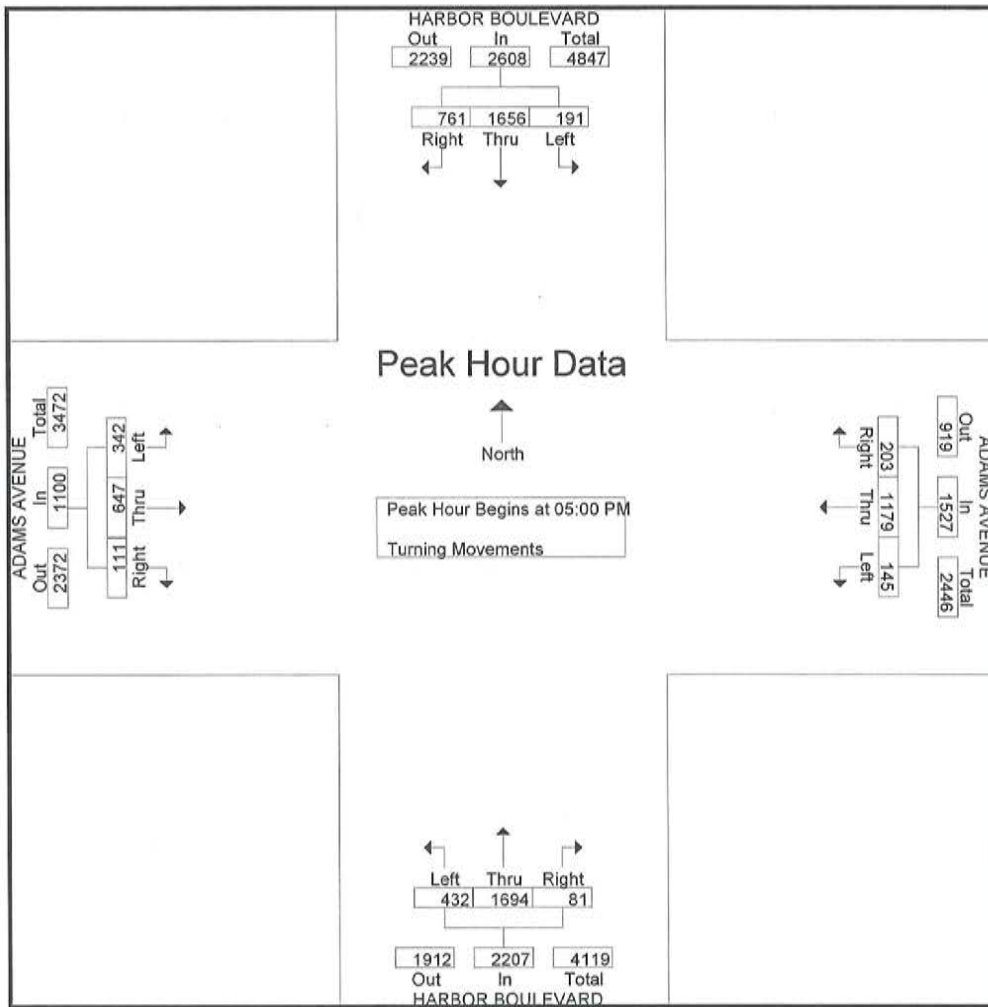 HARBOR BOULEVARD
Out In Total
2239 2608 4847
761 1656 191
Right Thru Left
Peak Hour Data
North
Peak Hour Begins at 05:00 PM
Turning Movements
ADAMS AVENUE
Out In Total
2372 1100 3472
111 647 342
Right Thru Left
ADAMS AVENUE
Out In Total
919 1527 2446
203 1179 145
Right Thru Left
Left Thru Right
432 1694 81
1912 2207 4119
Out In Total
HARBOR BOULEVARD